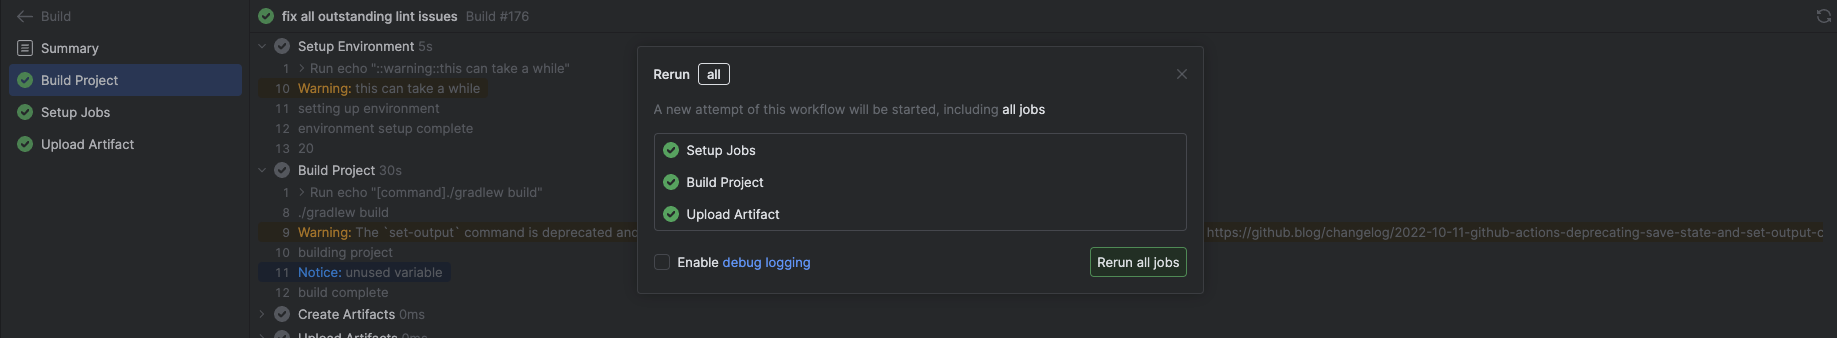 Build
Summary
Build Project
Setup Jobs
Upload Artifact
fix all outstanding lint issues Build #176
Setup Environment 5s
1 > Run echo "::warning::this can take a while"
10 Warning: this can take a while
11 setting up environment
12 environment setup complete
13 20
Build Project 30s
1 > Run echo "[command]./gradlew build"
8 ./gradlew build
9 Warning: The `set-output` command is deprecated and https://github.blog/changelog/2022-10-11-github-actions-deprecating-save-state-and-set-output-c
10 building project
11 Notice: unused variable
12 build complete
Create Artifacts 0ms
Upload Artifacts 0ms
Rerun all
A new attempt of this workflow will be started, including all jobs
Setup Jobs
Build Project
Upload Artifact
Enable debug logging
Rerun all jobs